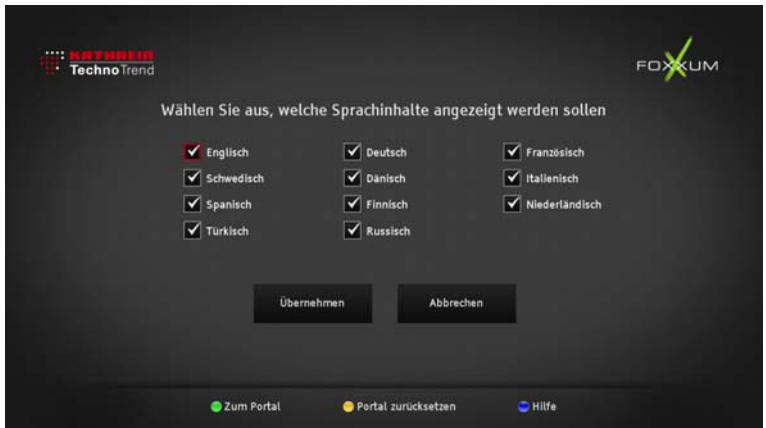 KATHREIN
TechnoTrend
FOXXUM
Wählen Sie aus, welche Sprachinhalte angezeigt werden sollen
Englisch Deutsch Französisch
Schwedisch Dänisch Italienisch
Spanisch Finnisch Niederländisch
Türkisch Russisch
Übernehmen Abbrechen
Zum Portal Portal zurücksetzen Hilfe